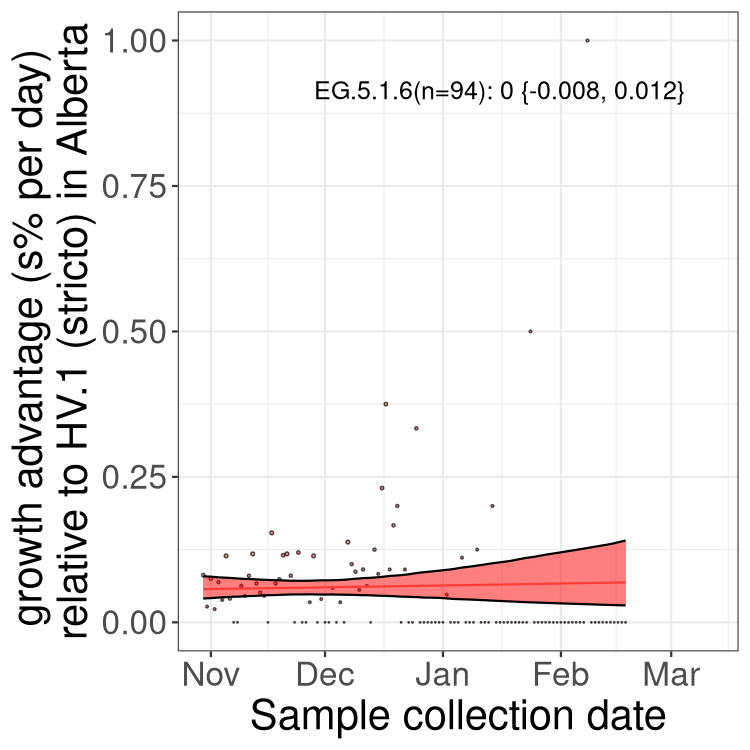 growth advantage (s% per day)
relative to HV.1 (stricto) in Alberta
1.00
0.75
0.50
0.25
0.00
EG.5.1.6(n=94): 0 {-0.008, 0.012}
Nov Dec Jan Feb Mar
Sample collection date